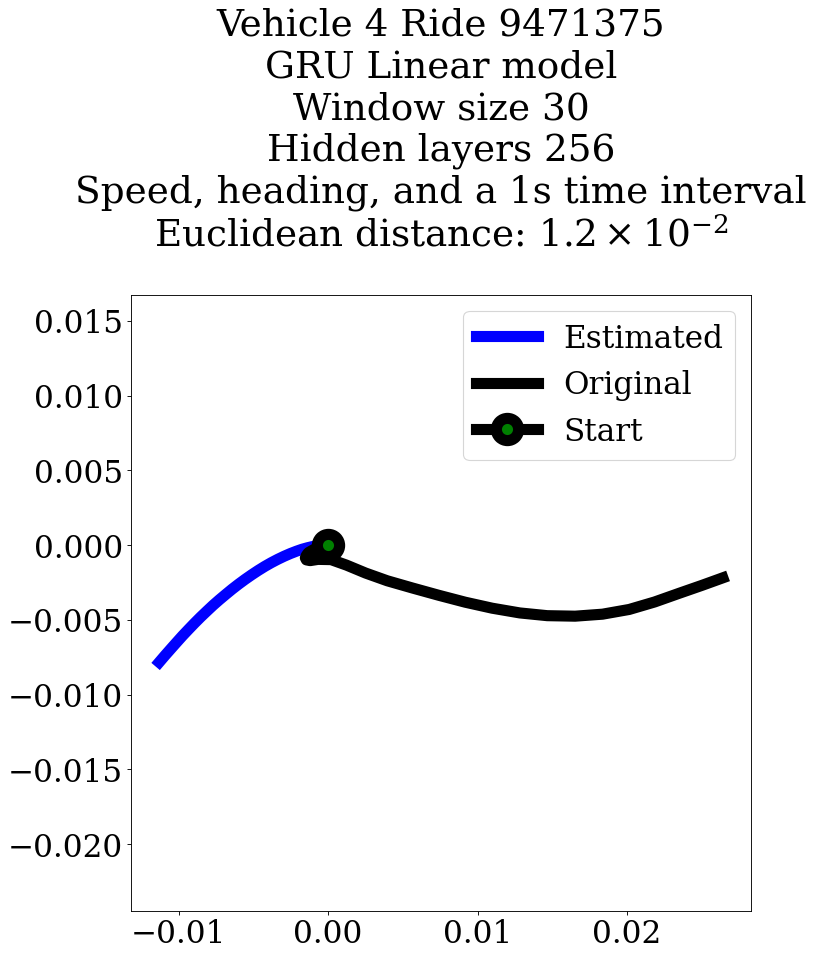 Vehicle 4 Ride 9471375
GRU Linear model
Window size 30
Hidden layers 256
Speed, heading, and a 1s time interval
Euclidean distance: 1.2 × 10⁻²
Estimated
Original
Start
0.015
0.010
0.005
0.000
−0.005
−0.010
−0.015
−0.020
−0.01 0.00 0.01 0.02